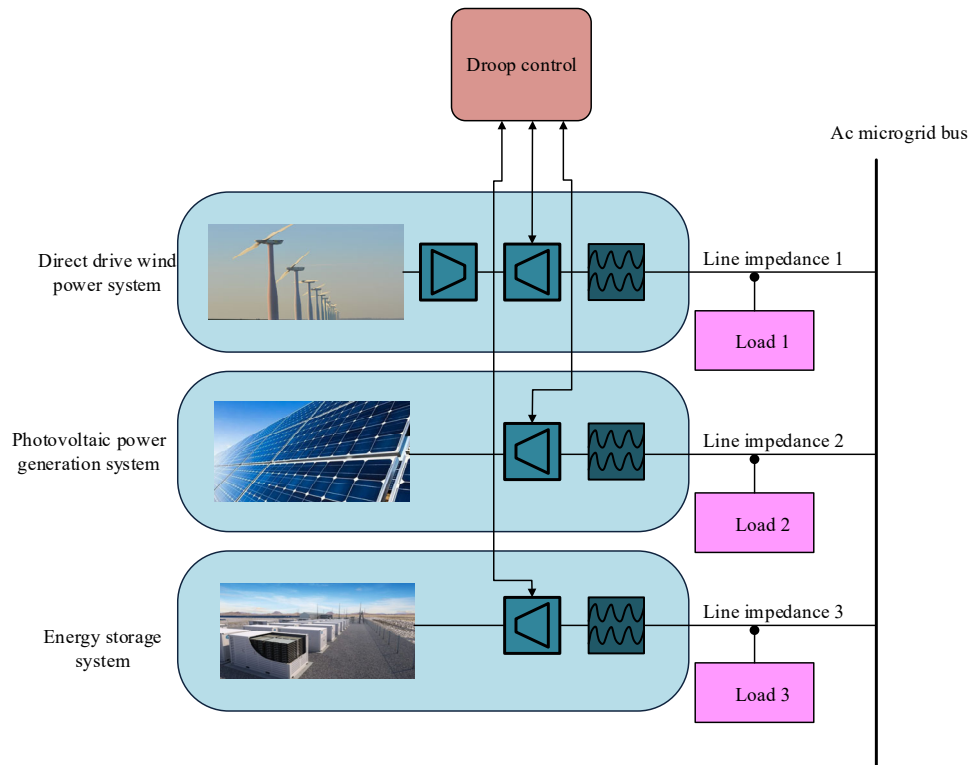 Droop control
Ac microgrid bus
Direct drive wind
power system
Line impedance 1
Load 1
Photovoltaic power
generation system
Line impedance 2
Load 2
Energy storage
system
Line impedance 3
Load 3